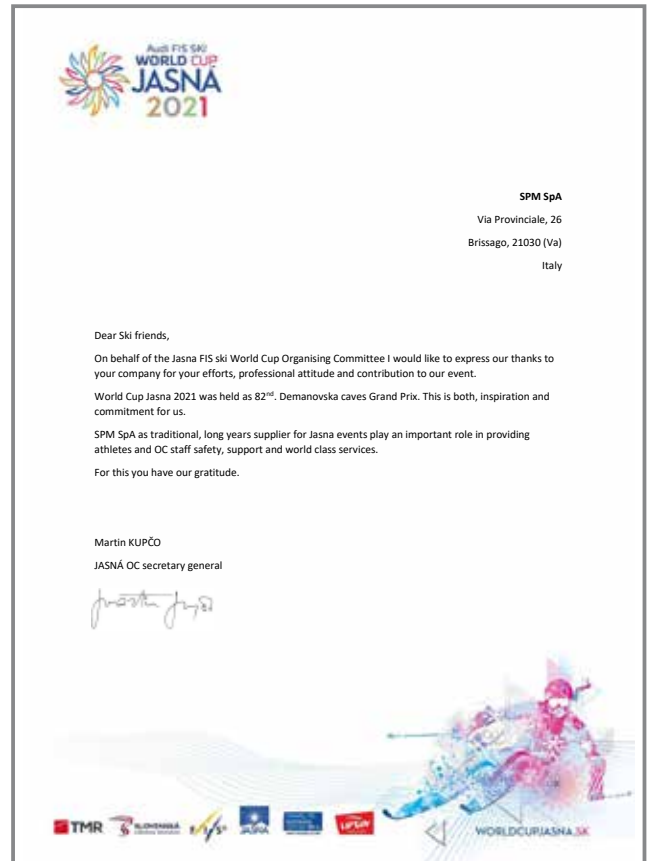 Audi FIS SKI
WORLD CUP
JASNÁ
2021
SPM SpA
Via Provinciale, 26
Brissago, 21030 (Va)
Italy
Dear Ski friends,
On behalf of the Jasna FIS ski World Cup Organising Committee I would like to express our thanks to
your company for your efforts, professional attitude and contribution to our event.
World Cup Jasna 2021 was held as 82nd. Demanovska caves Grand Prix. This is both, inspiration and
commitment for us.
SPM SpA as traditional, long years supplier for Jasna events play an important role in providing
athletes and OC staff safety, support and world class services.
For this you have our gratitude.
Martin KUPČO
JASNÁ OC secretary general
TMR SLOVENSKÁ F/I/S JASNÁ
WORLDCUPJASNA.SK